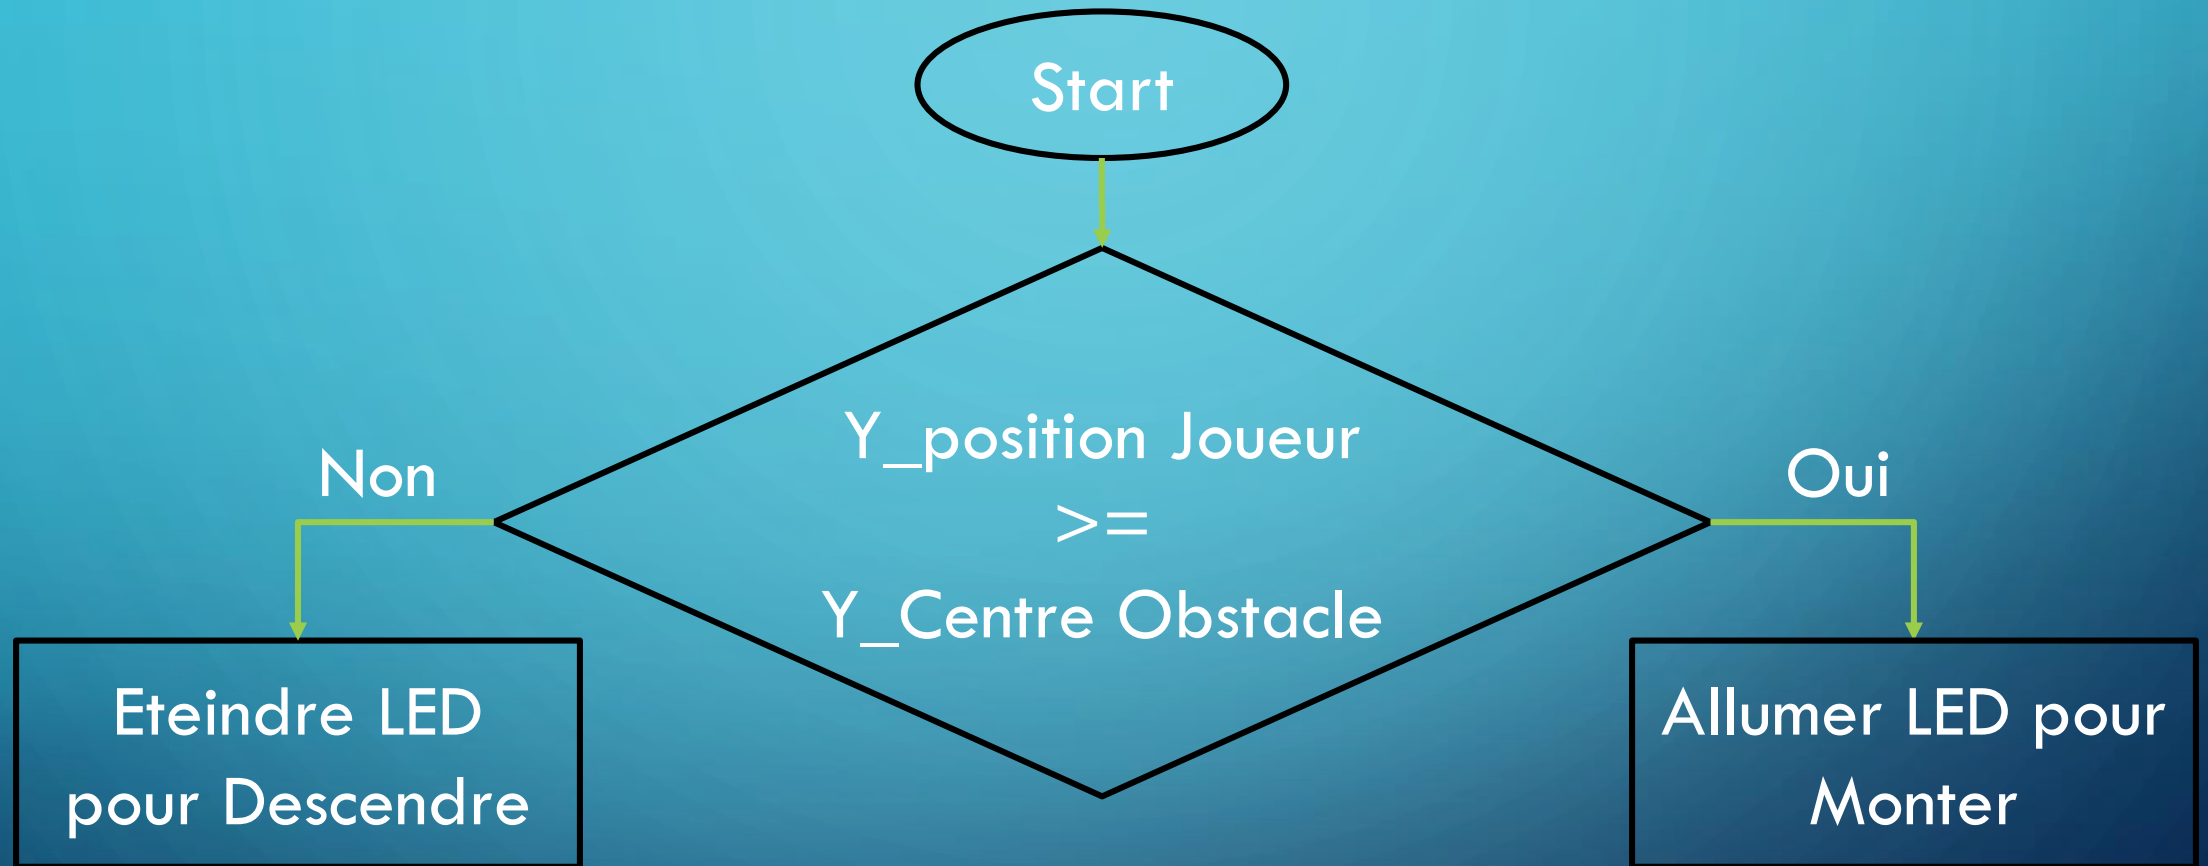 Start
Y_position Joueur
>=
Y_Centre Obstacle
Non
Oui
Eteindre LED
pour Descendre
Allumer LED pour
Monter